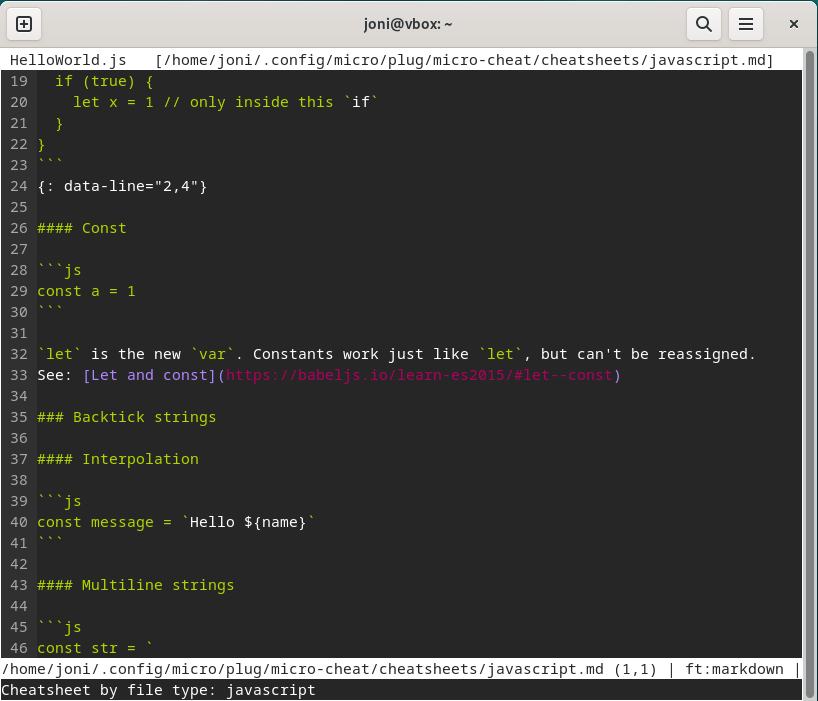 joni@vbox: ~
HelloWorld.js   [/home/joni/.config/micro/plug/micro-cheat/cheatsheets/javascript.md]
19   if (true) {
20     let x = 1 // only inside this `if`
21   }
22 }
23 ```
24 {: data-line="2,4"}
25
26 #### Const
27
28 ```js
29 const a = 1
30 ```
31
32 `let` is the new `var`. Constants work just like `let`, but can't be reassigned.
33 See: [Let and const](https://babeljs.io/learn-es2015/#let--const)
34
35 ### Backtick strings
36
37 #### Interpolation
38
39 ```js
40 const message = `Hello ${name}`
41 ```
42
43 #### Multiline strings
44
45 ```js
46 const str = `
/home/joni/.config/micro/plug/micro-cheat/cheatsheets/javascript.md (1,1) | ft:markdown |
Cheatsheet by file type: javascript